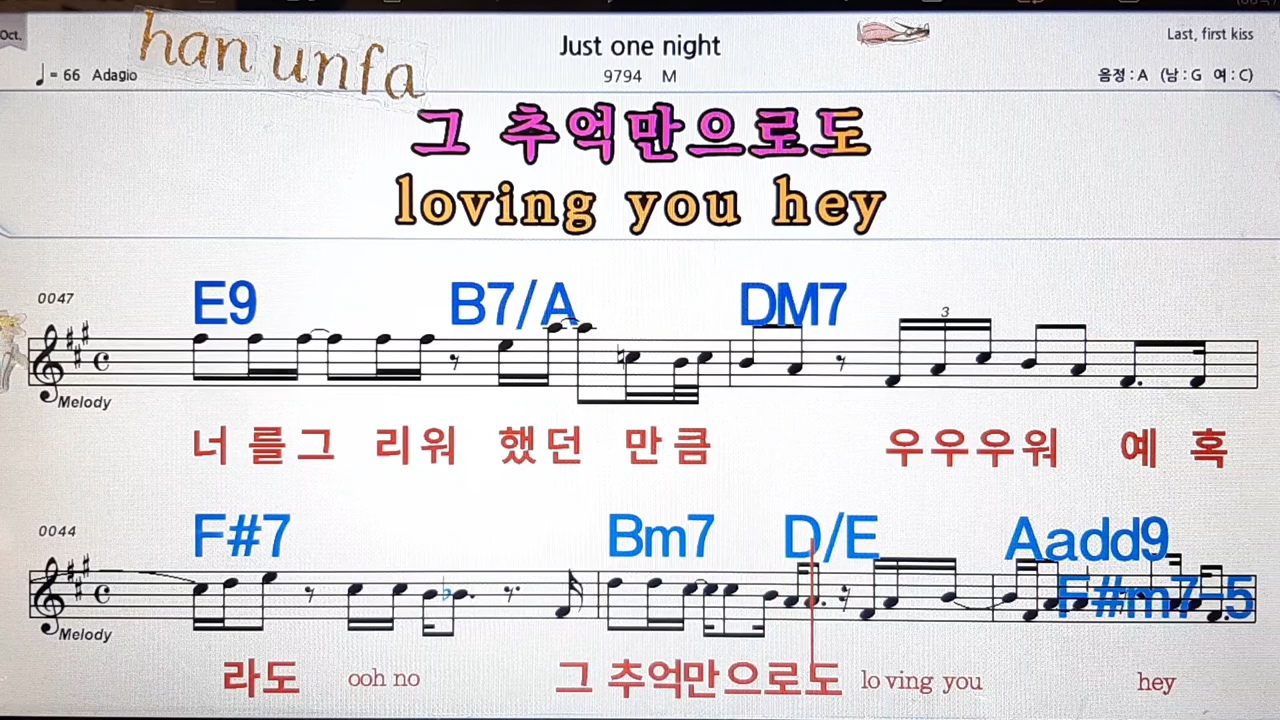 Oct.
han unfa
Just one night
Last, first kiss
♩= 66 Adagio
9794 M
음정 : A (남 : G 여 : C)
그 추억만으로도
loving you hey
0047
E9 B7/A DM7
3
Melody
너 를 그 리 워 했 던 만 큼 우 우 우 워 예 혹
0044
F#7 Bm7 D/E Aadd9
F#m7-5
Melody
라도 ooh no 그 추억만으로도 lo ving you hey